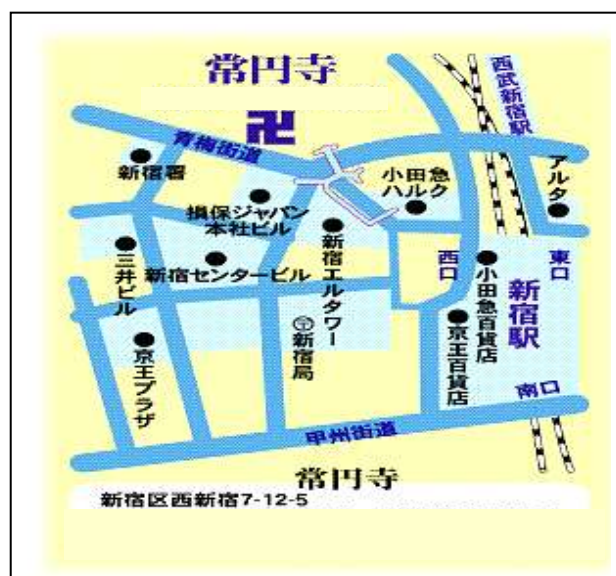 常円寺
卍
青梅街道
西武新宿駅
新宿署
小田急
ハルク
アルタ
損保ジャパン
本社ビル
三井ビル
新宿センタービル
新宿エルタワー
西口
小田急百貨店
東口
新宿駅
〒新宿局
京王百貨店
京王プラザ
南口
甲州街道
常円寺
新宿区西新宿7-12-5